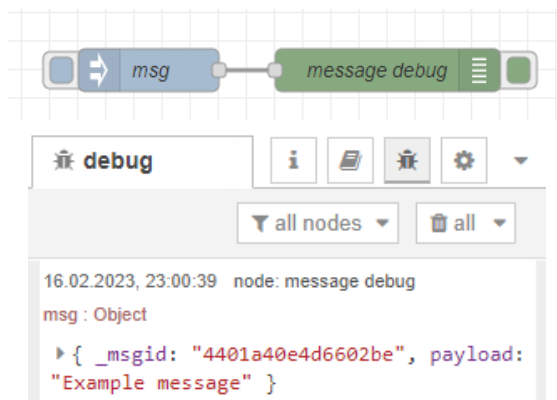 msg
message debug
debug
i
all nodes
all
16.02.2023, 23:00:39 node: message debug
msg : Object
{ _msgid: "4401a40e4d6602be", payload:
"Example message" }